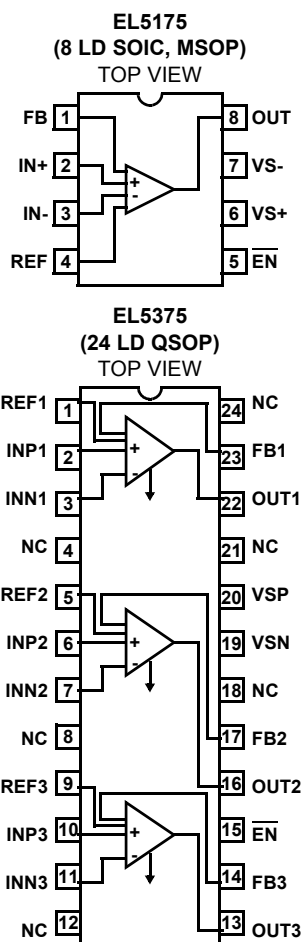 EL5175
(8 LD SOIC, MSOP)
TOP VIEW
FB 1 8 OUT
IN+ 2 7 VS-
+
-
IN- 3 6 VS+
REF 4 5 EN
EL5375
(24 LD QSOP)
TOP VIEW
REF1 1 24 NC
INP1 2 + 23 FB1
-
INN1 3 22 OUT1
NC 4 21 NC
REF2 5 20 VSP
INP2 6 + 19 VSN
-
INN2 7 18 NC
NC 8 17 FB2
REF3 9 16 OUT2
INP3 10 + 15 EN
-
INN3 11 14 FB3
NC 12 13 OUT3